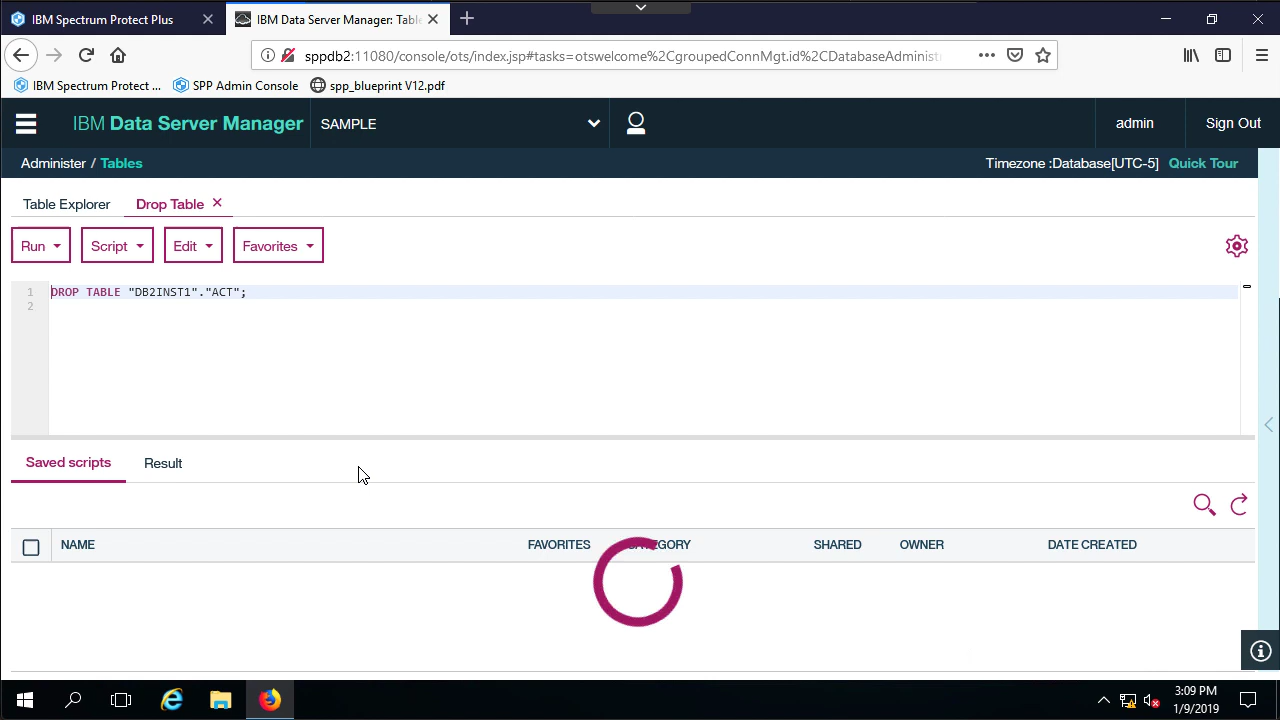 IBM Spectrum Protect Plus
IBM Data Server Manager: Table
sppdb2:11080/console/ots/index.jsp#tasks=otswelcome%2CgroupedConnMgt.id%2CDatabaseAdminist
IBM Spectrum Protect ...
SPP Admin Console
spp_blueprint V12.pdf
IBM Data Server Manager
SAMPLE
admin
Sign Out
Administer / Tables
Timezone :Database[UTC-5]
Quick Tour
Table Explorer
Drop Table
Run
Script
Edit
Favorites
1 DROP TABLE "DB2INST1"."ACT";
2
Saved scripts
Result
NAME
FAVORITES
SHARED
OWNER
DATE CREATED
3:09 PM
1/9/2019